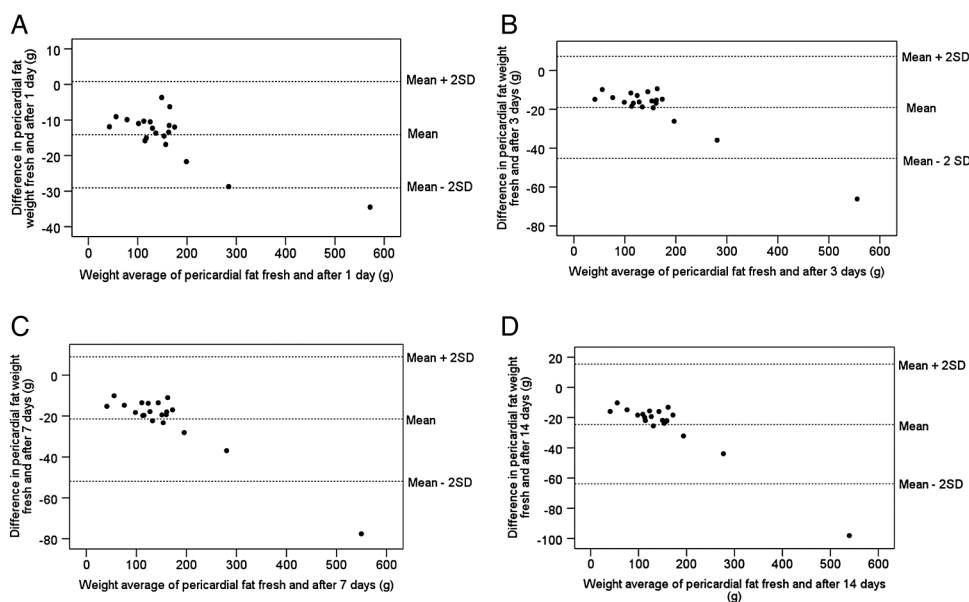 A
Difference in pericardial fat
weight fresh and after 1 day (g)
10
0
-10
-20
-30
-40
Mean + 2SD
Mean
Mean - 2SD
0 100 200 300 400 500 600
Weight average of pericardial fat fresh and after 1 day (g)
B
Difference in pericardial fat weight
fresh and after 3 days (g)
0
-20
-40
-60
-80
Mean + 2SD
Mean
Mean - 2 SD
0 100 200 300 400 500 600
Weight average of pericardial fat fresh and after 3 days (g)
C
Difference in pericardial fat weight
fresh and after 7 days (g)
0
-20
-40
-60
-80
Mean + 2SD
Mean
Mean - 2SD
0 100 200 300 400 500 600
Weight average of pericardial fat fresh and after 7 days (g)
D
Difference in pericardial fat weight
fresh and after 14 days (g)
20
0
-20
-40
-60
-80
-100
Mean + 2SD
Mean
Mean - 2SD
0 100 200 300 400 500 600
Weight average of pericardial fat fresh and after 14 days
(g)